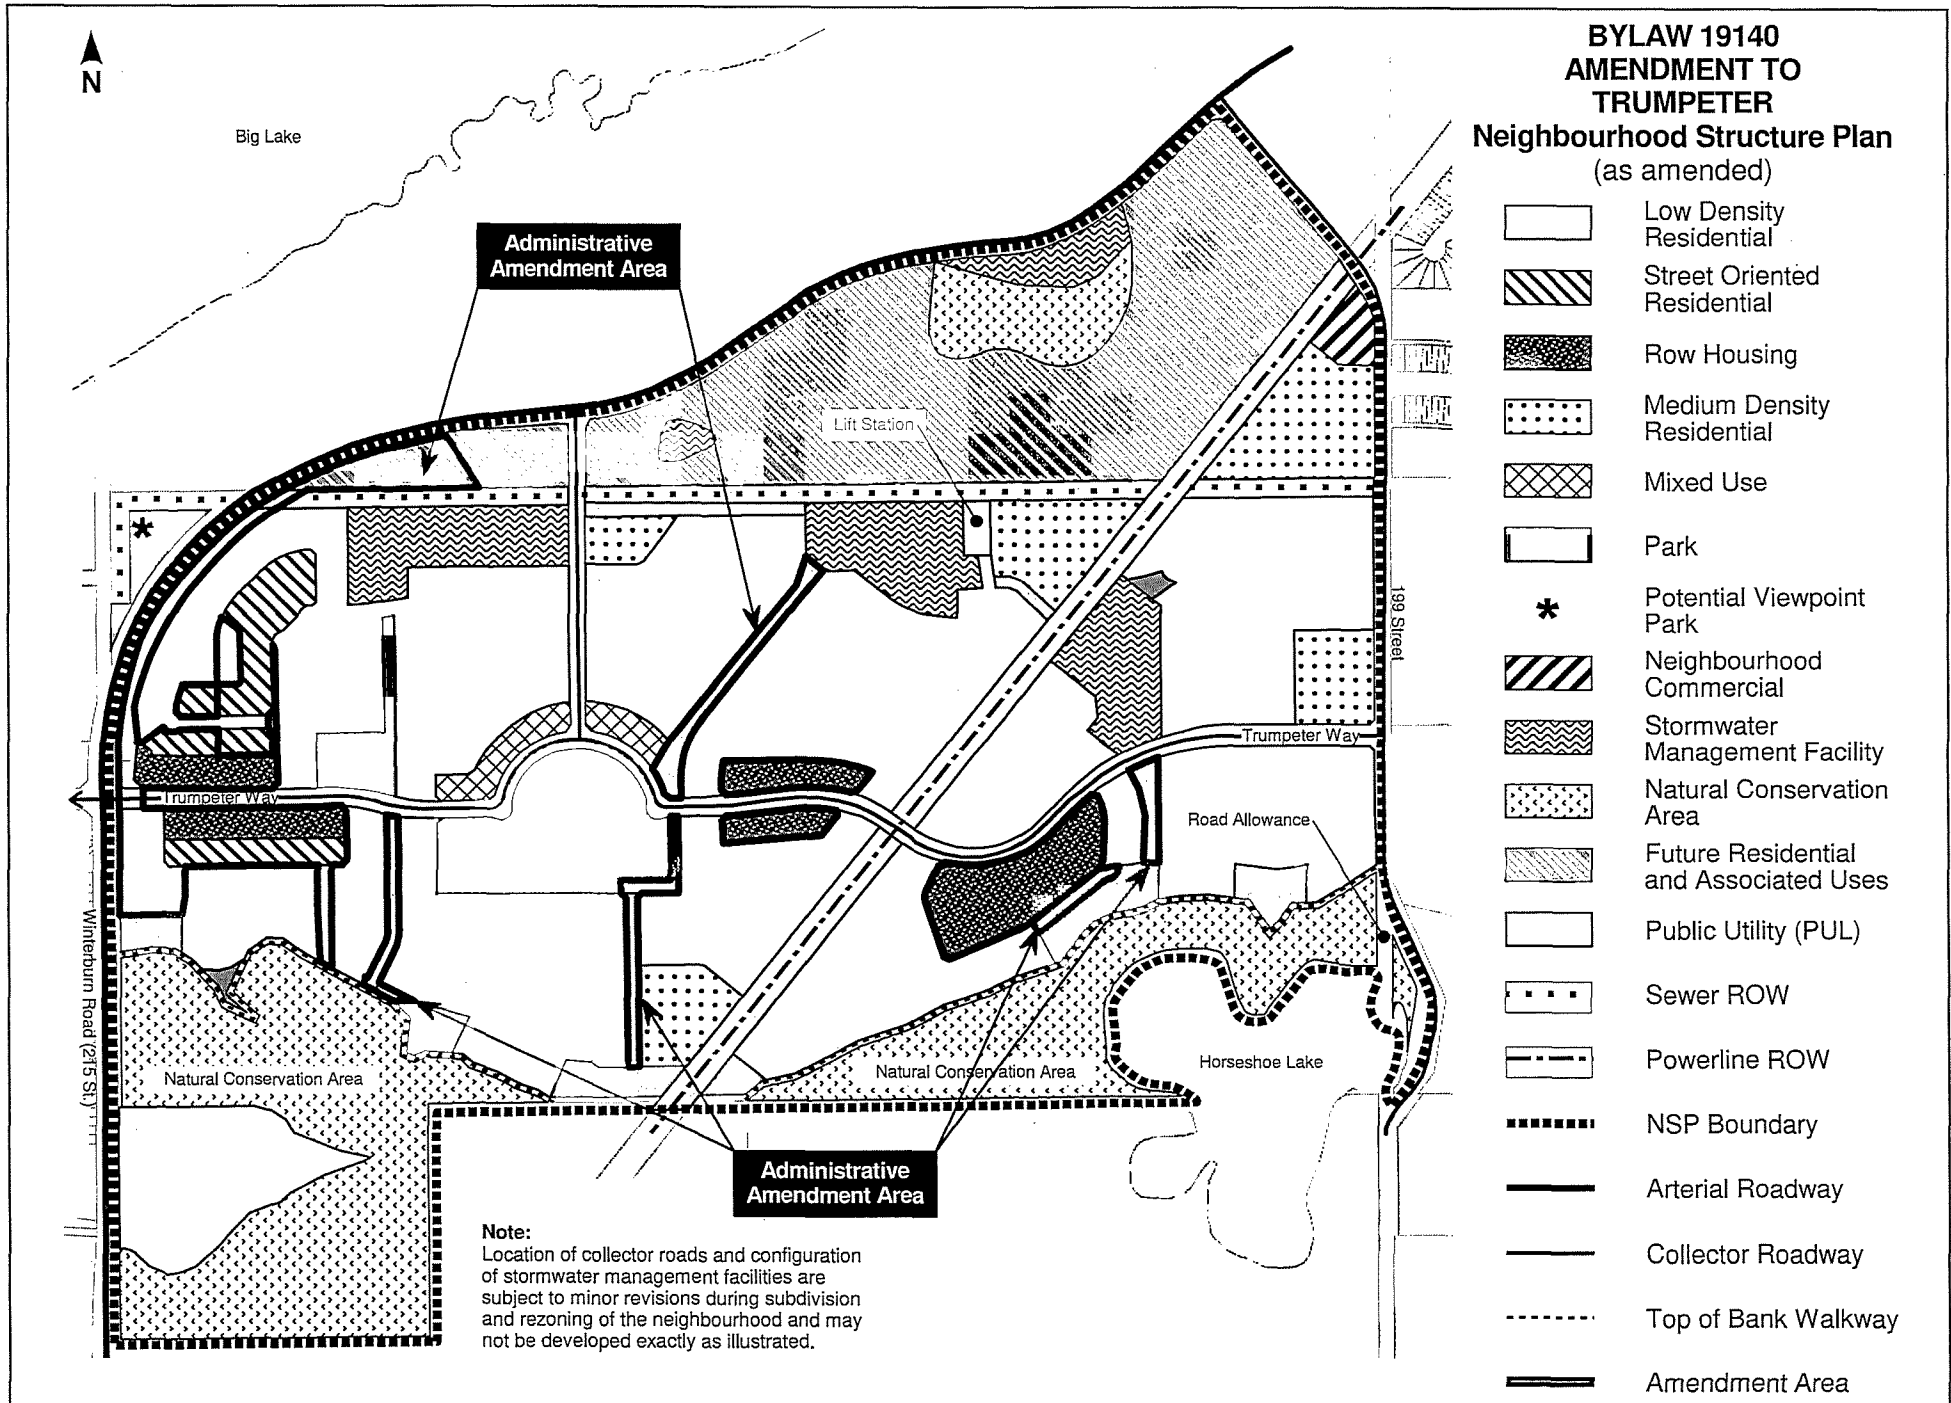 N
Big Lake
Administrative
Amendment Area
Lift Station
199 Street
Trumpeter Way
Trumpeter Way
Road Allowance
Winterburn Road (215 St.)
Natural Conservation Area
Natural Conservation Area
Horseshoe Lake
Administrative
Amendment Area
Note:
Location of collector roads and configuration
of stormwater management facilities are
subject to minor revisions during subdivision
and rezoning of the neighbourhood and may
not be developed exactly as illustrated.
BYLAW 19140
AMENDMENT TO
TRUMPETER
Neighbourhood Structure Plan
(as amended)
Low Density
Residential
Street Oriented
Residential
Row Housing
Medium Density
Residential
Mixed Use
Park
Potential Viewpoint
Park
Neighbourhood
Commercial
Stormwater
Management Facility
Natural Conservation
Area
Future Residential
and Associated Uses
Public Utility (PUL)
Sewer ROW
Powerline ROW
NSP Boundary
Arterial Roadway
Collector Roadway
Top of Bank Walkway
Amendment Area